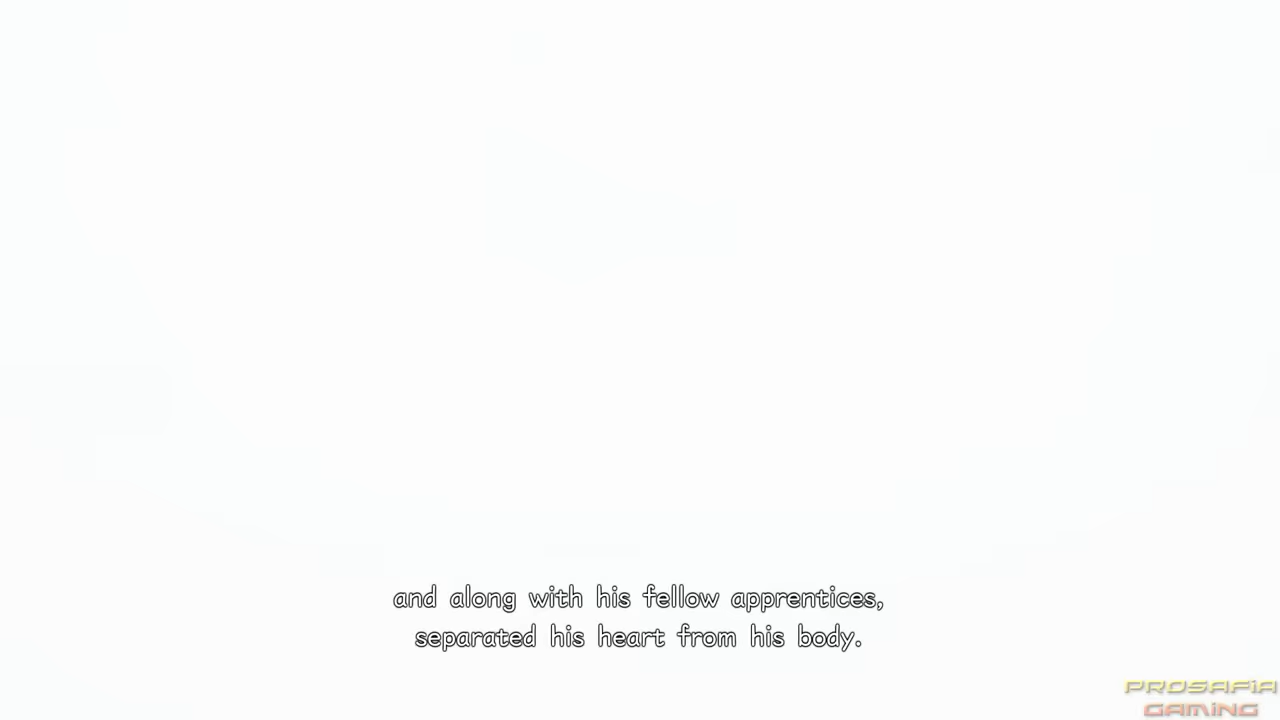 and along with his fellow apprentices,
separated his heart from his body.
PROSAFiA
GAMiNG